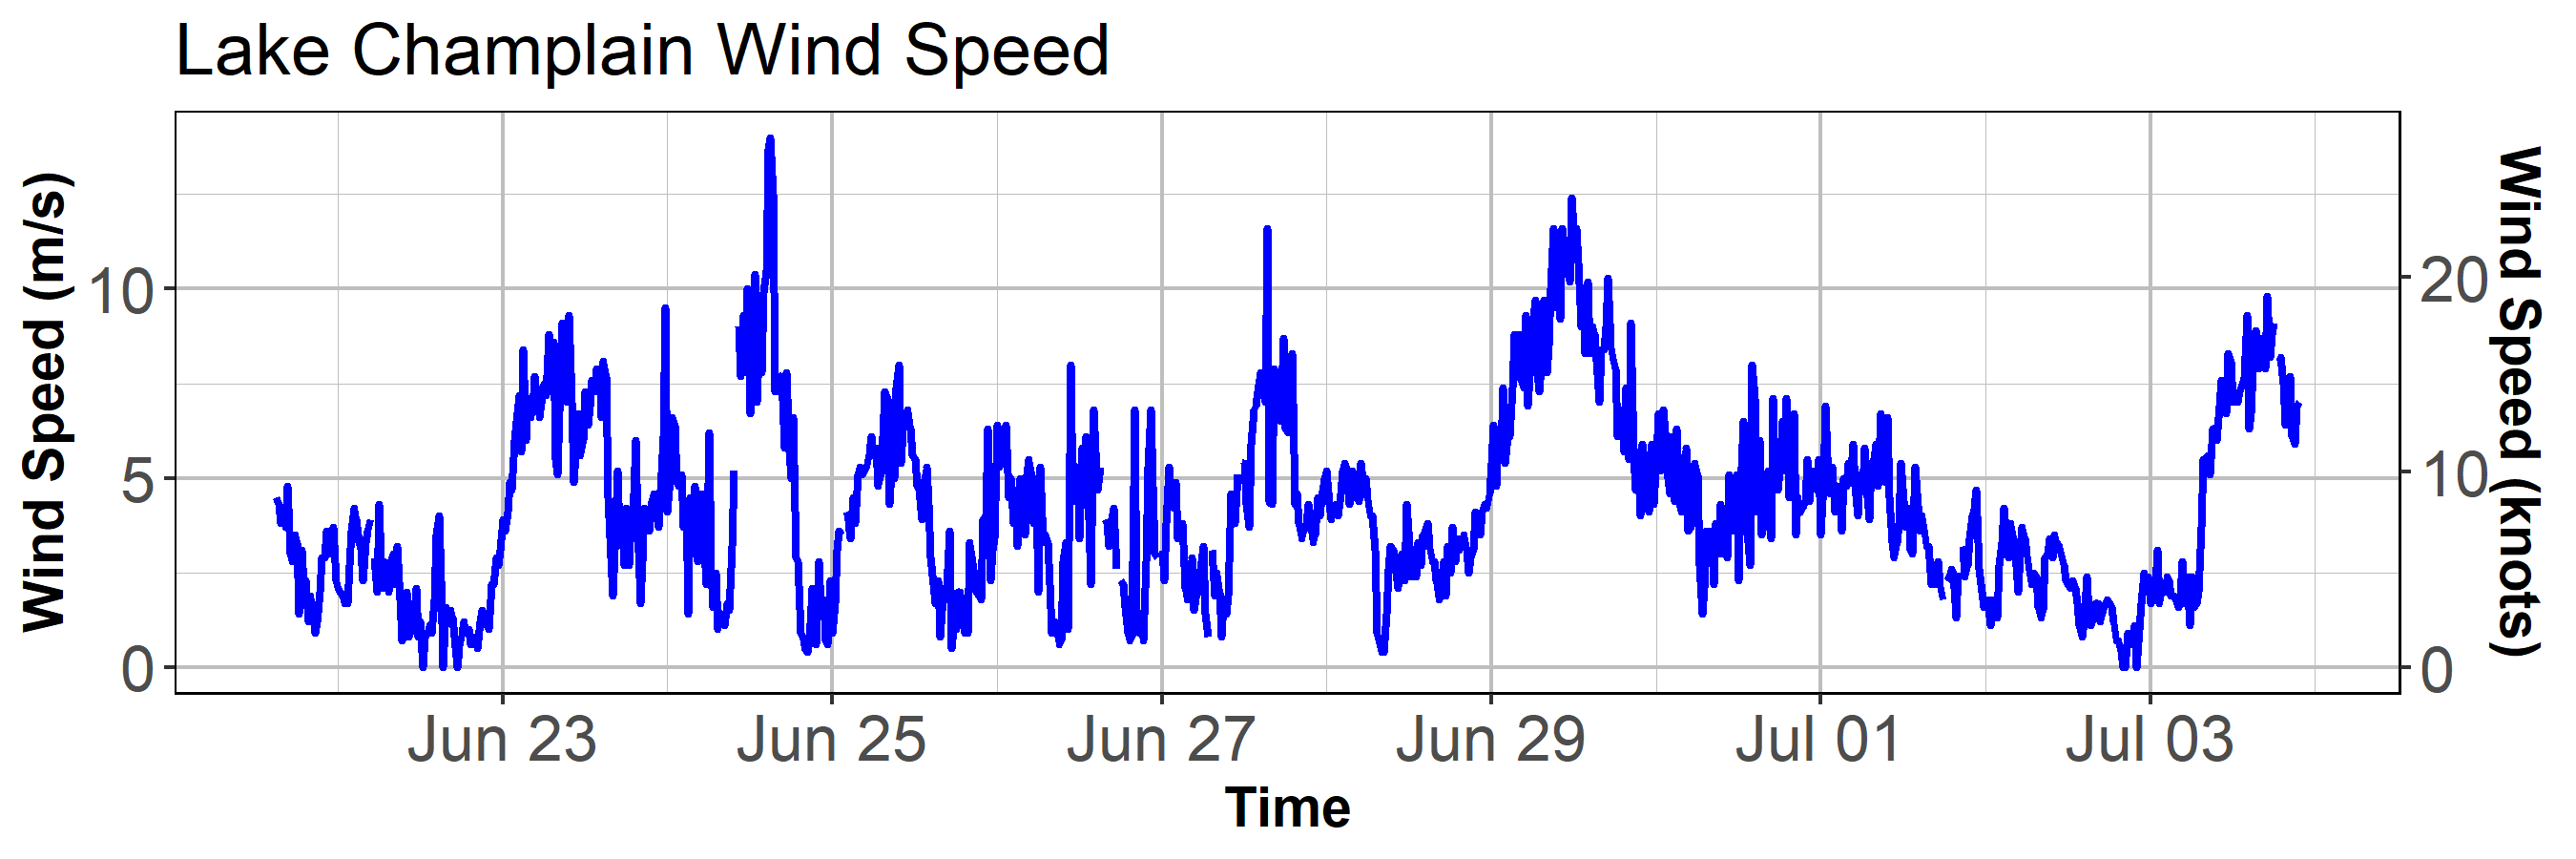 Lake Champlain Wind Speed
Wind Speed (m/s)
10
5
0
20
10
0
Wind Speed (knots)
Jun 23
Jun 25
Jun 27
Jun 29
Jul 01
Jul 03
Time